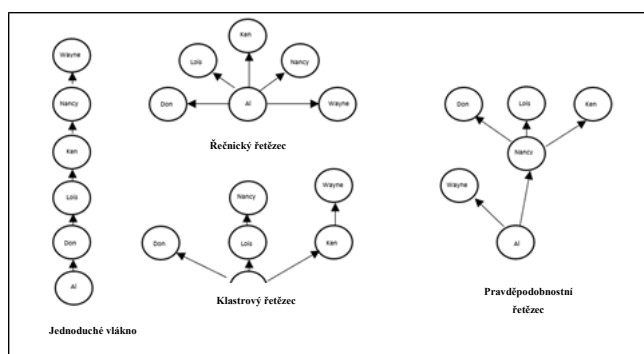 Wayne
Nancy
Ken
Lois
Don
Al
Jednoduché vlákno
Ken
Lois
Nancy
Don
Al
Wayne
Řečnický řetězec
Wayne
Nancy
Don
Lois
Ken
Klastrový řetězec
Don
Lois
Ken
Nancy
Wayne
Al
Pravděpodobnostní
řetězec